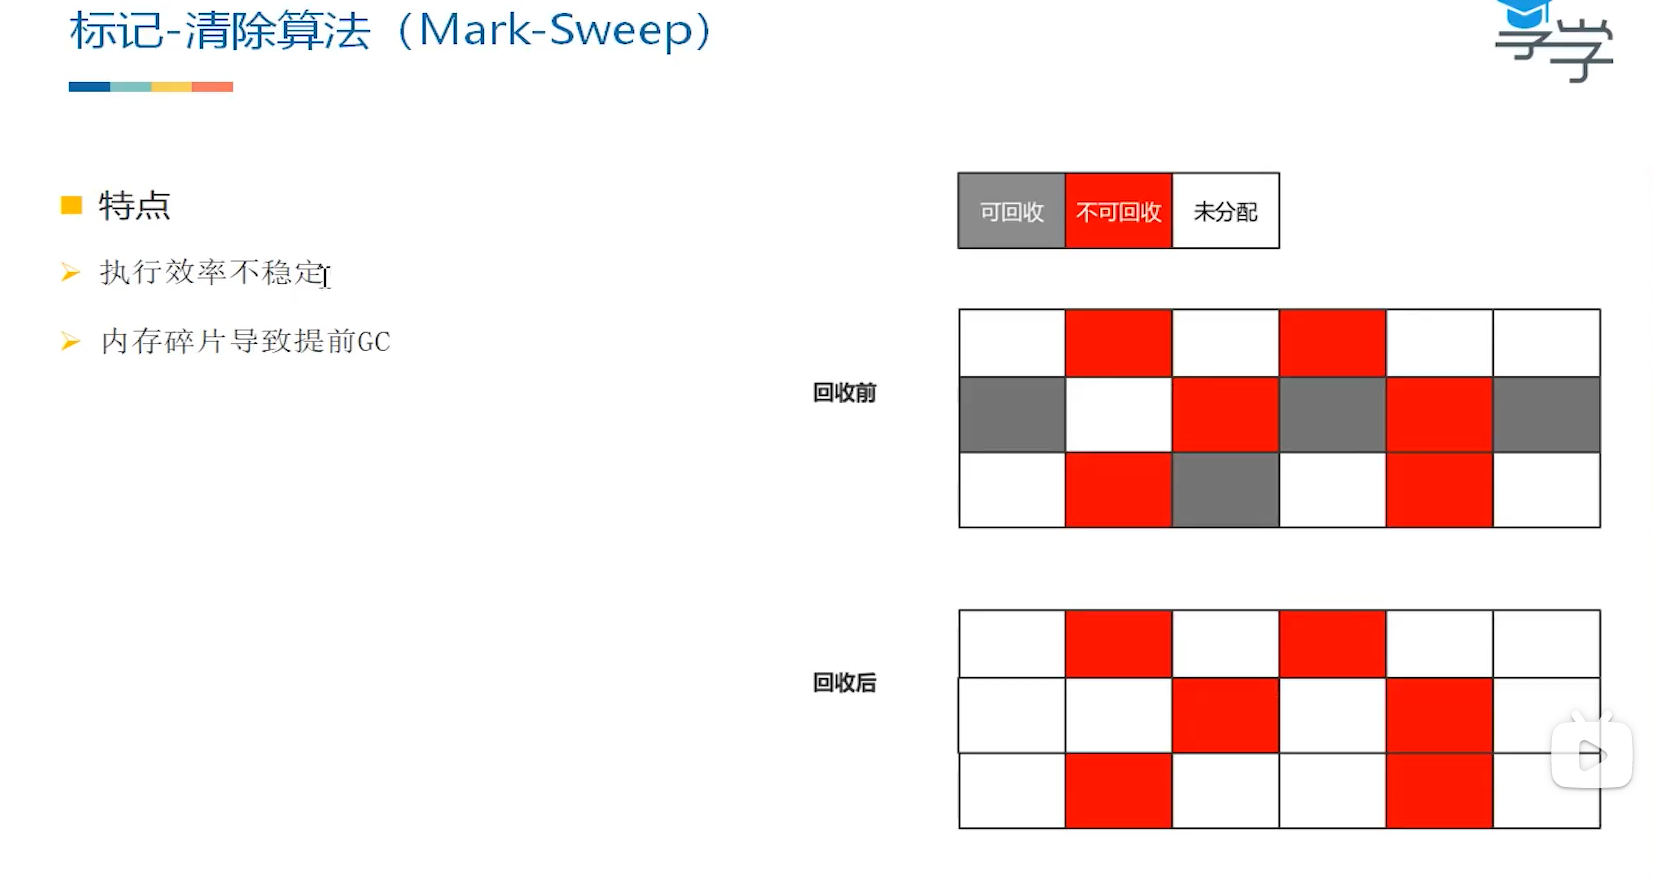 标记-清除算法（Mark-Sweep）
享学
特点
执行效率不稳定
内存碎片导致提前GC
可回收 不可回收 未分配
回收前
回收后